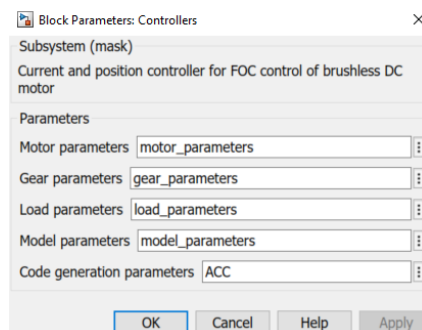 Block Parameters: Controllers
Subsystem (mask)
Current and position controller for FOC control of brushless DC
motor
Parameters
Motor parameters motor_parameters
Gear parameters gear_parameters
Load parameters load_parameters
Model parameters model_parameters
Code generation parameters ACC
OK Cancel Help Apply